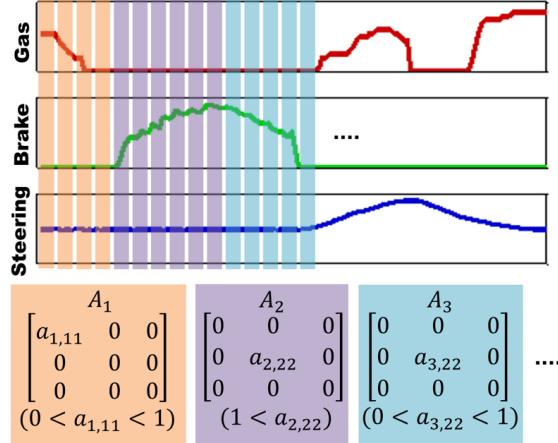 Gas
Brake
Steering
....
A₁
[a₁,₁₁ 0 0
0 0 0
0 0 0]
(0 < a₁,₁₁ < 1)
A₂
[0 0 0
0 a₂,₂₂ 0
0 0 0]
(1 < a₂,₂₂)
A₃
[0 0 0
0 a₃,₂₂ 0
0 0 0]
(0 < a₃,₂₂ < 1)
....